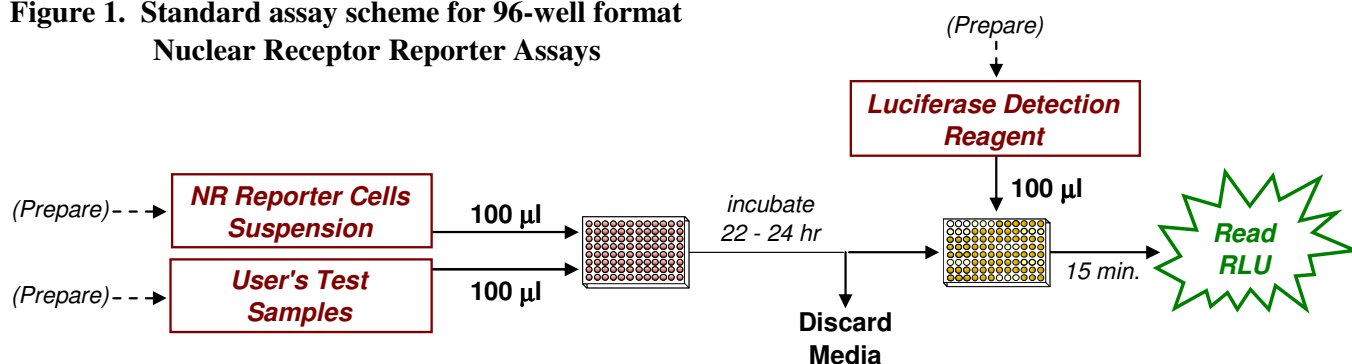 Figure 1. Standard assay scheme for 96-well format
Nuclear Receptor Reporter Assays
(Prepare)
Luciferase Detection
Reagent
100 µl
(Prepare)
NR Reporter Cells
Suspension
100 µl
(Prepare)
User's Test
Samples
100 µl
incubate
22 - 24 hr
Discard
Media
15 min.
Read
RLU